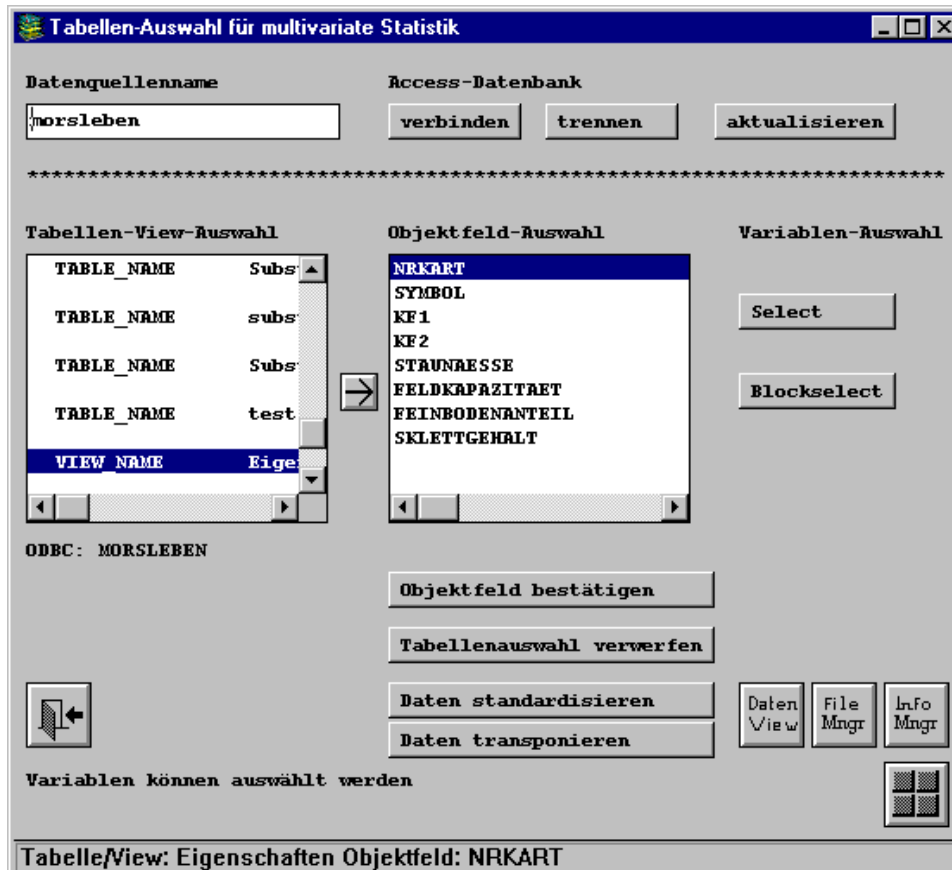 Tabellen-Auswahl für multivariate Statistik
Datenquellenname
Access-Datenbank
morsleben
verbinden
trennen
aktualisieren
*****************************************************************************
Tabellen-View-Auswahl
Objektfeld-Auswahl
Variablen-Auswahl
TABLE_NAME Subs
TABLE_NAME subs
TABLE_NAME Subs
TABLE_NAME test
VIEW_NAME Eige
NRKART
SYMBOL
KF1
KF2
STAUNAESSE
FELDKAPAZITAET
FEINBODENANTEIL
SKLETTGEHALT
Select
Blockselect
ODBC: MORSLEBEN
Objektfeld bestätigen
Tabellenauswahl verwerfen
Daten standardisieren
Daten transponieren
Daten View
File Mngr
Info Mngr
Variablen können auswählt werden
Tabelle/View: Eigenschaften Objektfeld: NRKART